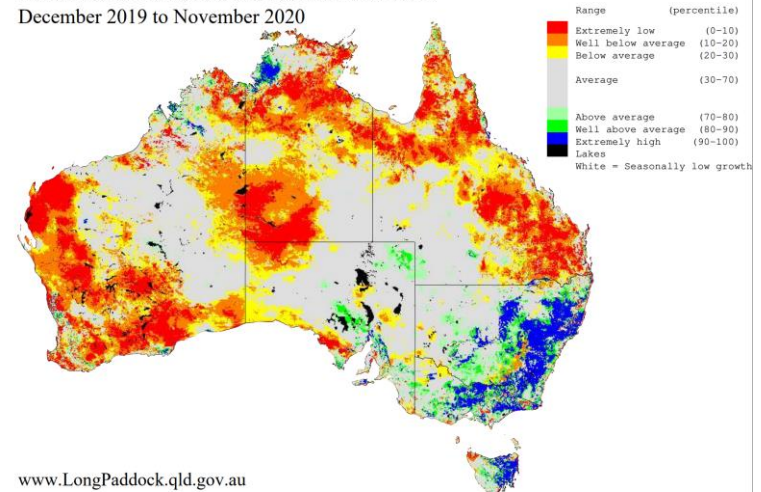 December 2019 to November 2020
Range (percentile)
Extremely low (0-10)
Well below average (10-20)
Below average (20-30)
Average (30-70)
Above average (70-80)
Well above average (80-90)
Extremely high (90-100)
Lakes
White = Seasonally low growth
www.LongPaddock.qld.gov.au